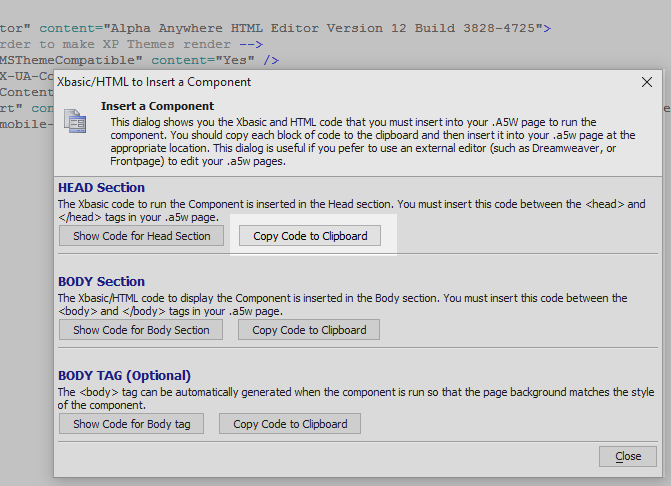 tor" content="Alpha Anywhere HTML Editor Version 12 Build 3828-4725">
rder to make XP Themes render -->
MSThemeCompatible" content="Yes" />
X-UA-Co
Content
rt" con
mobile-
Xbasic/HTML to Insert a Component
Insert a Component
This dialog shows you the Xbasic and HTML code that you must insert into your .A5W page to run the
component. You should copy each block of code to the clipboard and then insert it into your .a5w page at the
appropriate location. This dialog is useful if you pefer to use an external editor (such as Dreamweaver, or
Frontpage) to edit your .a5w pages.
HEAD Section
The Xbasic code to run the Component is inserted in the Head section. You must insert this code between the <head> and
</head> tags in your .a5w page.
Show Code for Head Section Copy Code to Clipboard
BODY Section
The Xbasic/HTML code to display the Component is inserted in the Body section. You must insert this code between the
<body> and </body> tags in your .a5w page.
Show Code for Body Section Copy Code to Clipboard
BODY TAG (Optional)
The <body> tag can be automatically generated when the component is run so that the page background matches the style
of the component.
Show Code for Body tag Copy Code to Clipboard
Close